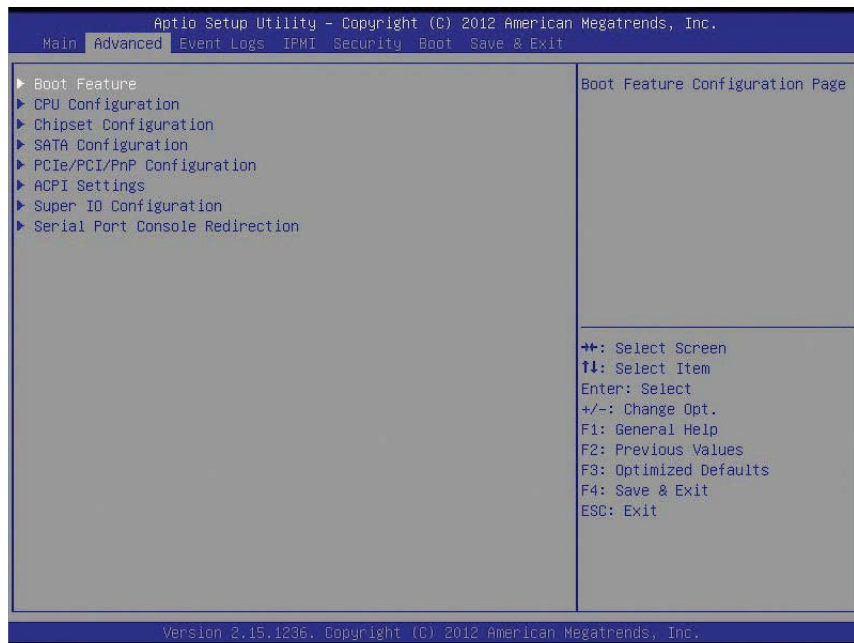 Aptio Setup Utility – Copyright (C) 2012 American Megatrends, Inc.
Main Advanced Event Logs IPMI Security Boot Save & Exit
▶ Boot Feature
▶ CPU Configuration
▶ Chipset Configuration
▶ SATA Configuration
▶ PCIe/PCI/PnP Configuration
▶ ACPI Settings
▶ Super IO Configuration
▶ Serial Port Console Redirection
Boot Feature Configuration Page
→←: Select Screen
↑↓: Select Item
Enter: Select
+/-: Change Opt.
F1: General Help
F2: Previous Values
F3: Optimized Defaults
F4: Save & Exit
ESC: Exit
Version 2.15.1236. Copyright (C) 2012 American Megatrends, Inc.